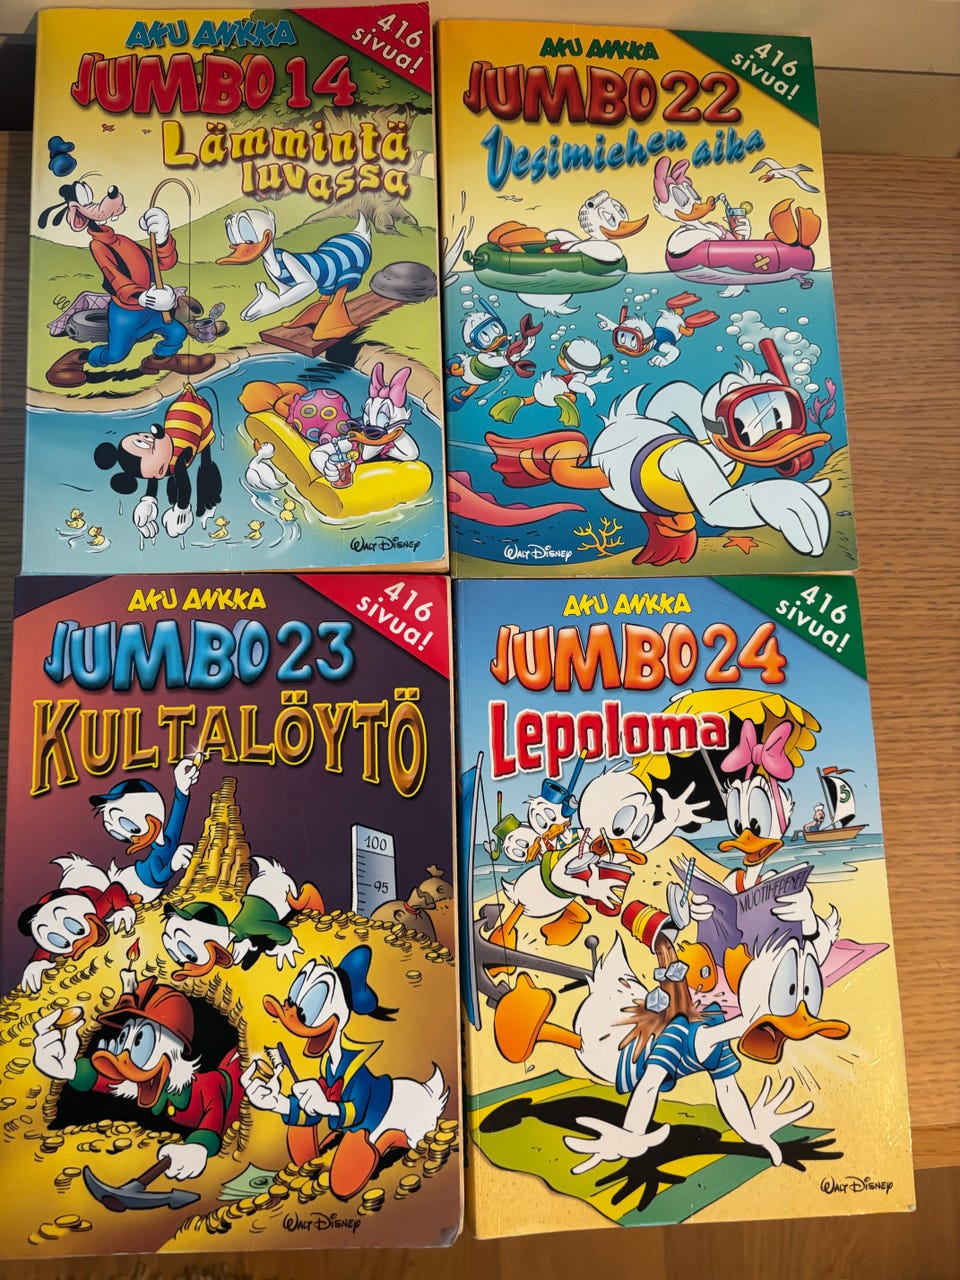 AKU ANKKA
JUMBO 14
Lämmintä
luvassa
416
sivua!
WALT DISNEY
AKU ANKKA
JUMBO 22
Vesimiehen aika
416
sivua!
WALT DISNEY
AKU ANKKA
JUMBO 23
KULTALÖYTÖ
416
sivua!
100
95
WALT DISNEY
AKU ANKKA
JUMBO 24
Lepoloma
416
sivua!
5
MUOTIHEPENET
WALT DISNEY